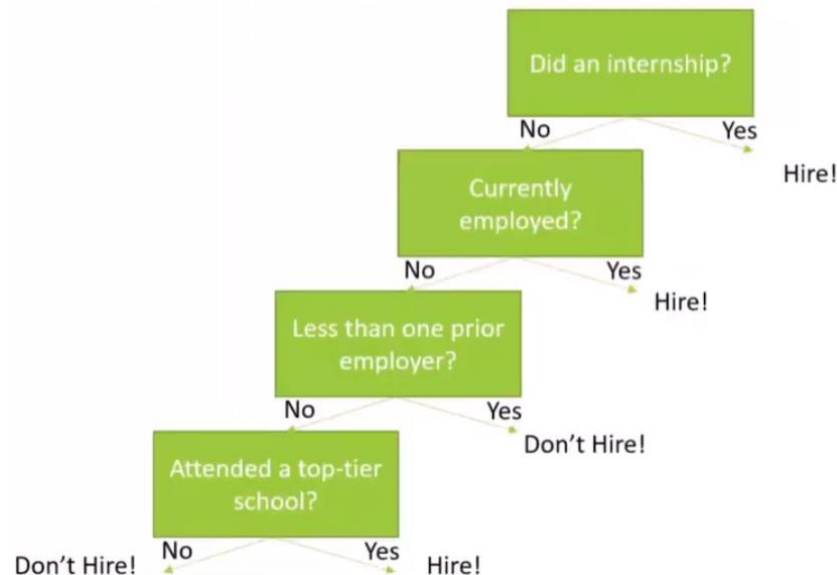 Did an internship?
No
Yes
Hire!
Currently
employed?
No
Yes
Hire!
Less than one prior
employer?
No
Yes
Don’t Hire!
Attended a top-tier
school?
No
Yes
Don’t Hire!
Hire!